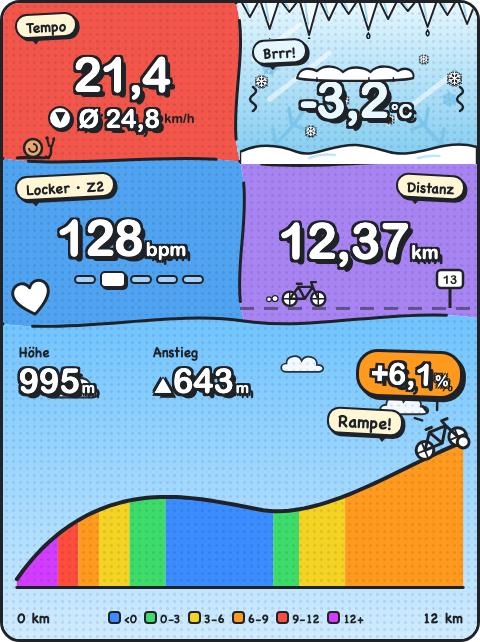 Tempo
21,4
Ø 24,8 km/h
Brrr!
-3,2°C
Locker · Z2
128 bpm
Distanz
12,37 km
13
Höhe
995 m
Anstieg
▲643 m
+6,1 %
Rampe!
0 km
<0
0–3
3–6
6–9
9–12
12+
12 km